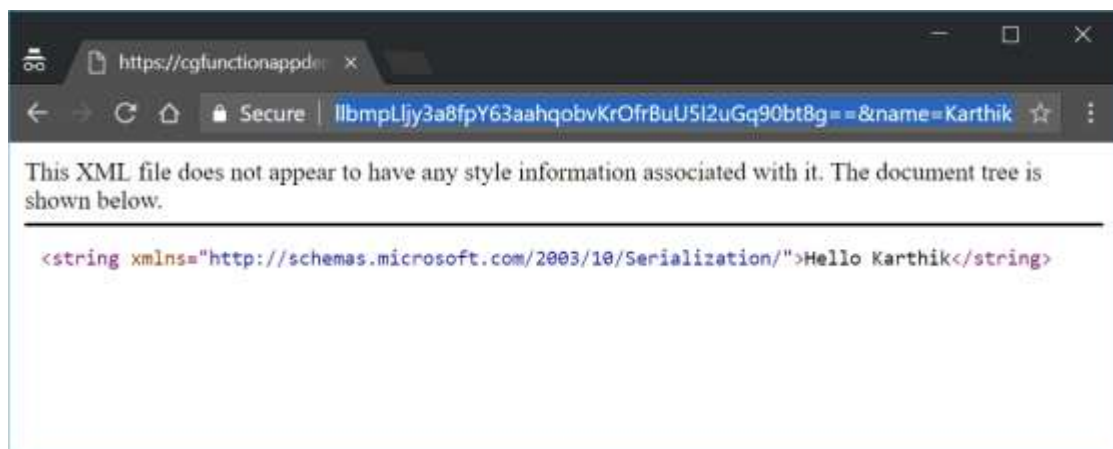 https://cgfunctionappde
Secure | llbmpLljy3a8fpY63aahqobvKrOfrBuU5I2uGq90bt8g==&name=Karthik
This XML file does not appear to have any style information associated with it. The document tree is
shown below.
<string xmlns="http://schemas.microsoft.com/2003/10/Serialization/">Hello Karthik</string>